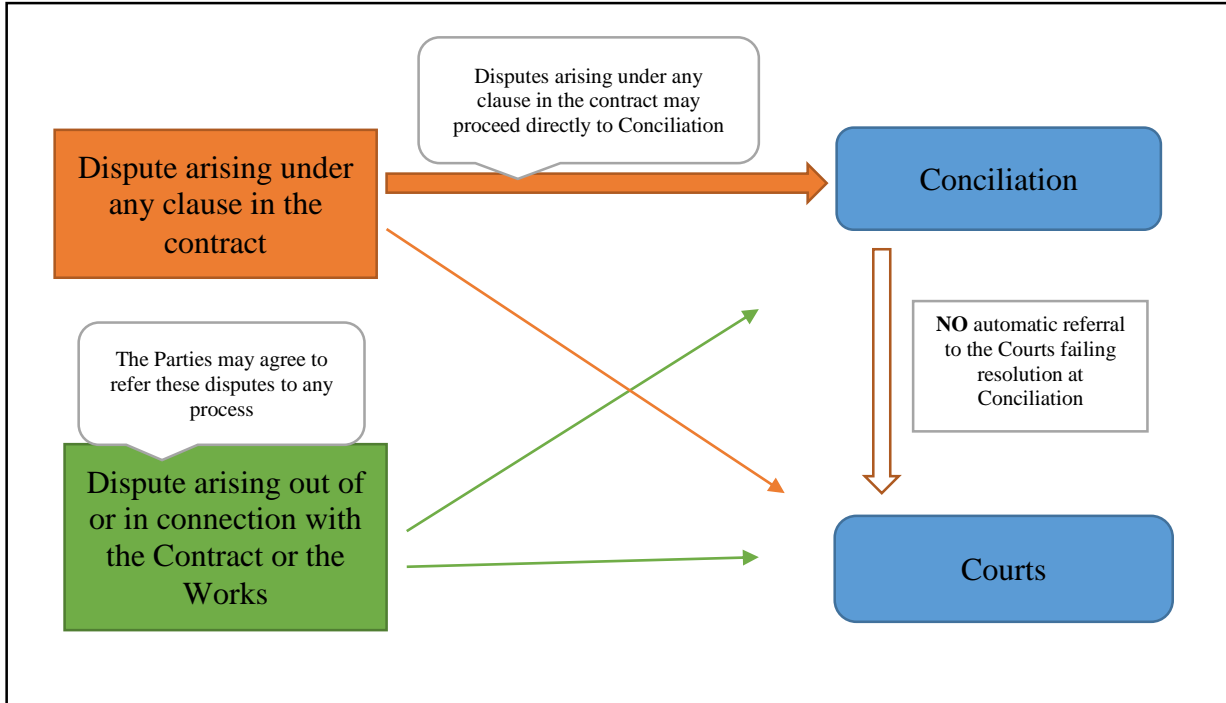 Disputes arising under any
clause in the contract may
proceed directly to Conciliation
Dispute arising under
any clause in the
contract
Conciliation
NO automatic referral
to the Courts failing
resolution at
Conciliation
The Parties may agree to
refer these disputes to any
process
Dispute arising out of
or in connection with
the Contract or the
Works
Courts